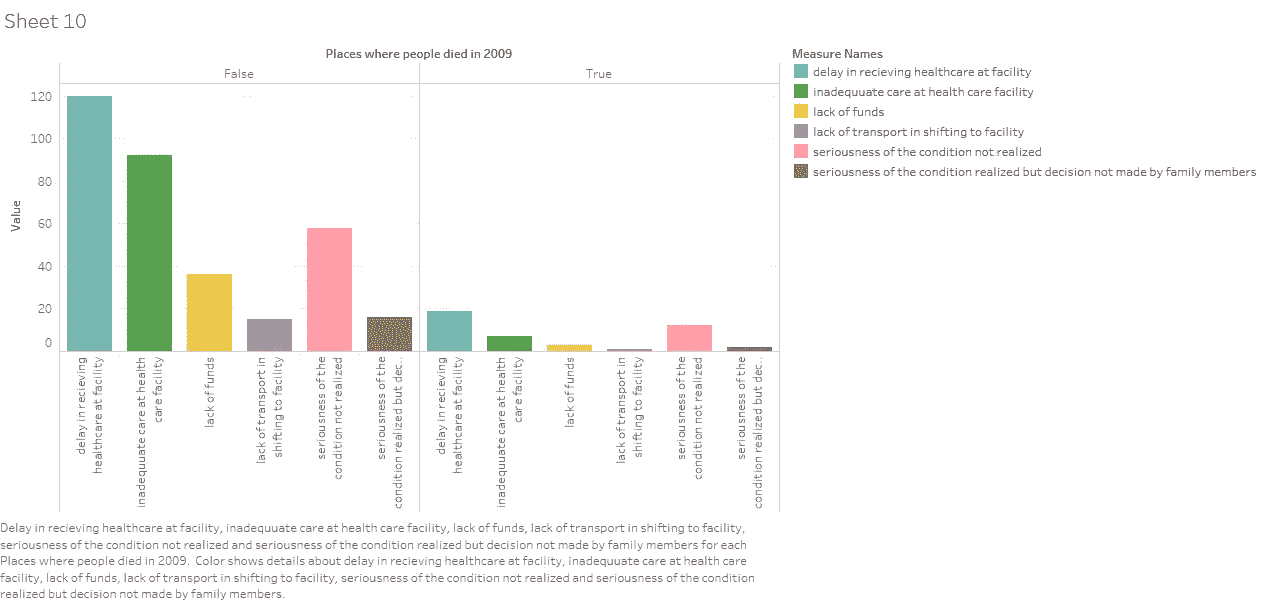 Sheet 10
Places where people died in 2009
False
True
Value
120
100
80
60
40
20
0
delay in recieving
healthcare at facility
inadequuate care at health
care facility
lack of funds
lack of transport in
shifting to facility
seriousness of the
condition not realized
seriousness of the
condition realized but dec..
delay in recieving
healthcare at facility
inadequuate care at health
care facility
lack of funds
lack of transport in
shifting to facility
seriousness of the
condition not realized
seriousness of the
condition realized but dec..
Measure Names
delay in recieving healthcare at facility
inadequuate care at health care facility
lack of funds
lack of transport in shifting to facility
seriousness of the condition not realized
seriousness of the condition realized but decision not made by family members
Delay in recieving healthcare at facility, inadequuate care at health care facility, lack of funds, lack of transport in shifting to facility,
seriousness of the condition not realized and seriousness of the condition realized but decision not made by family members for each
Places where people died in 2009. Color shows details about delay in recieving healthcare at facility, inadequuate care at health care
facility, lack of funds, lack of transport in shifting to facility, seriousness of the condition not realized and seriousness of the condition
realized but decision not made by family members.